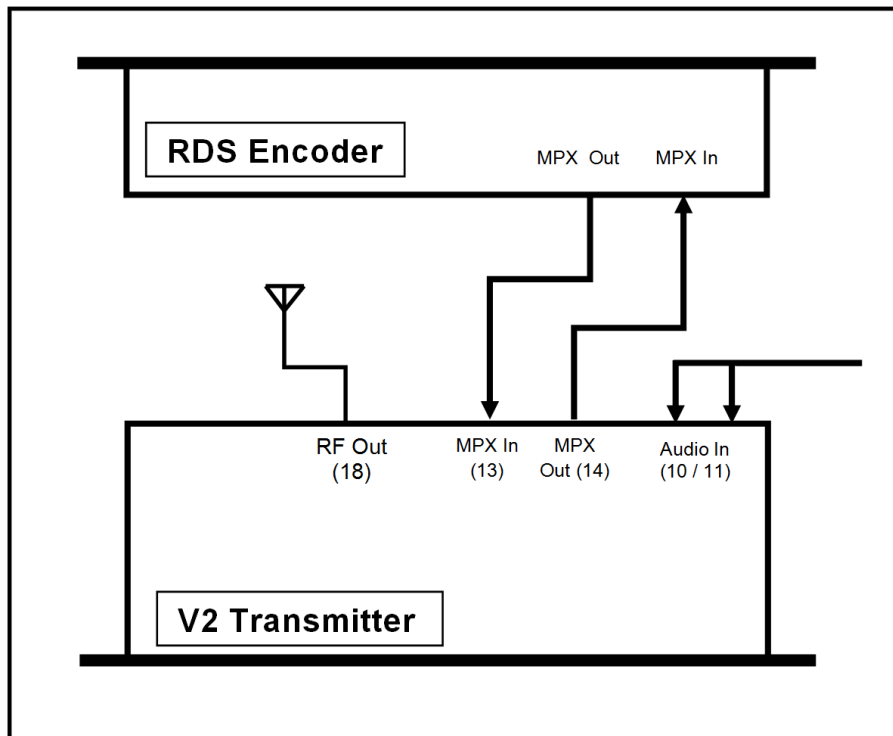 RDS Encoder
MPX Out
MPX In
RF Out
(18)
MPX In
(13)
MPX
Out (14)
Audio In
(10 / 11)
V2 Transmitter